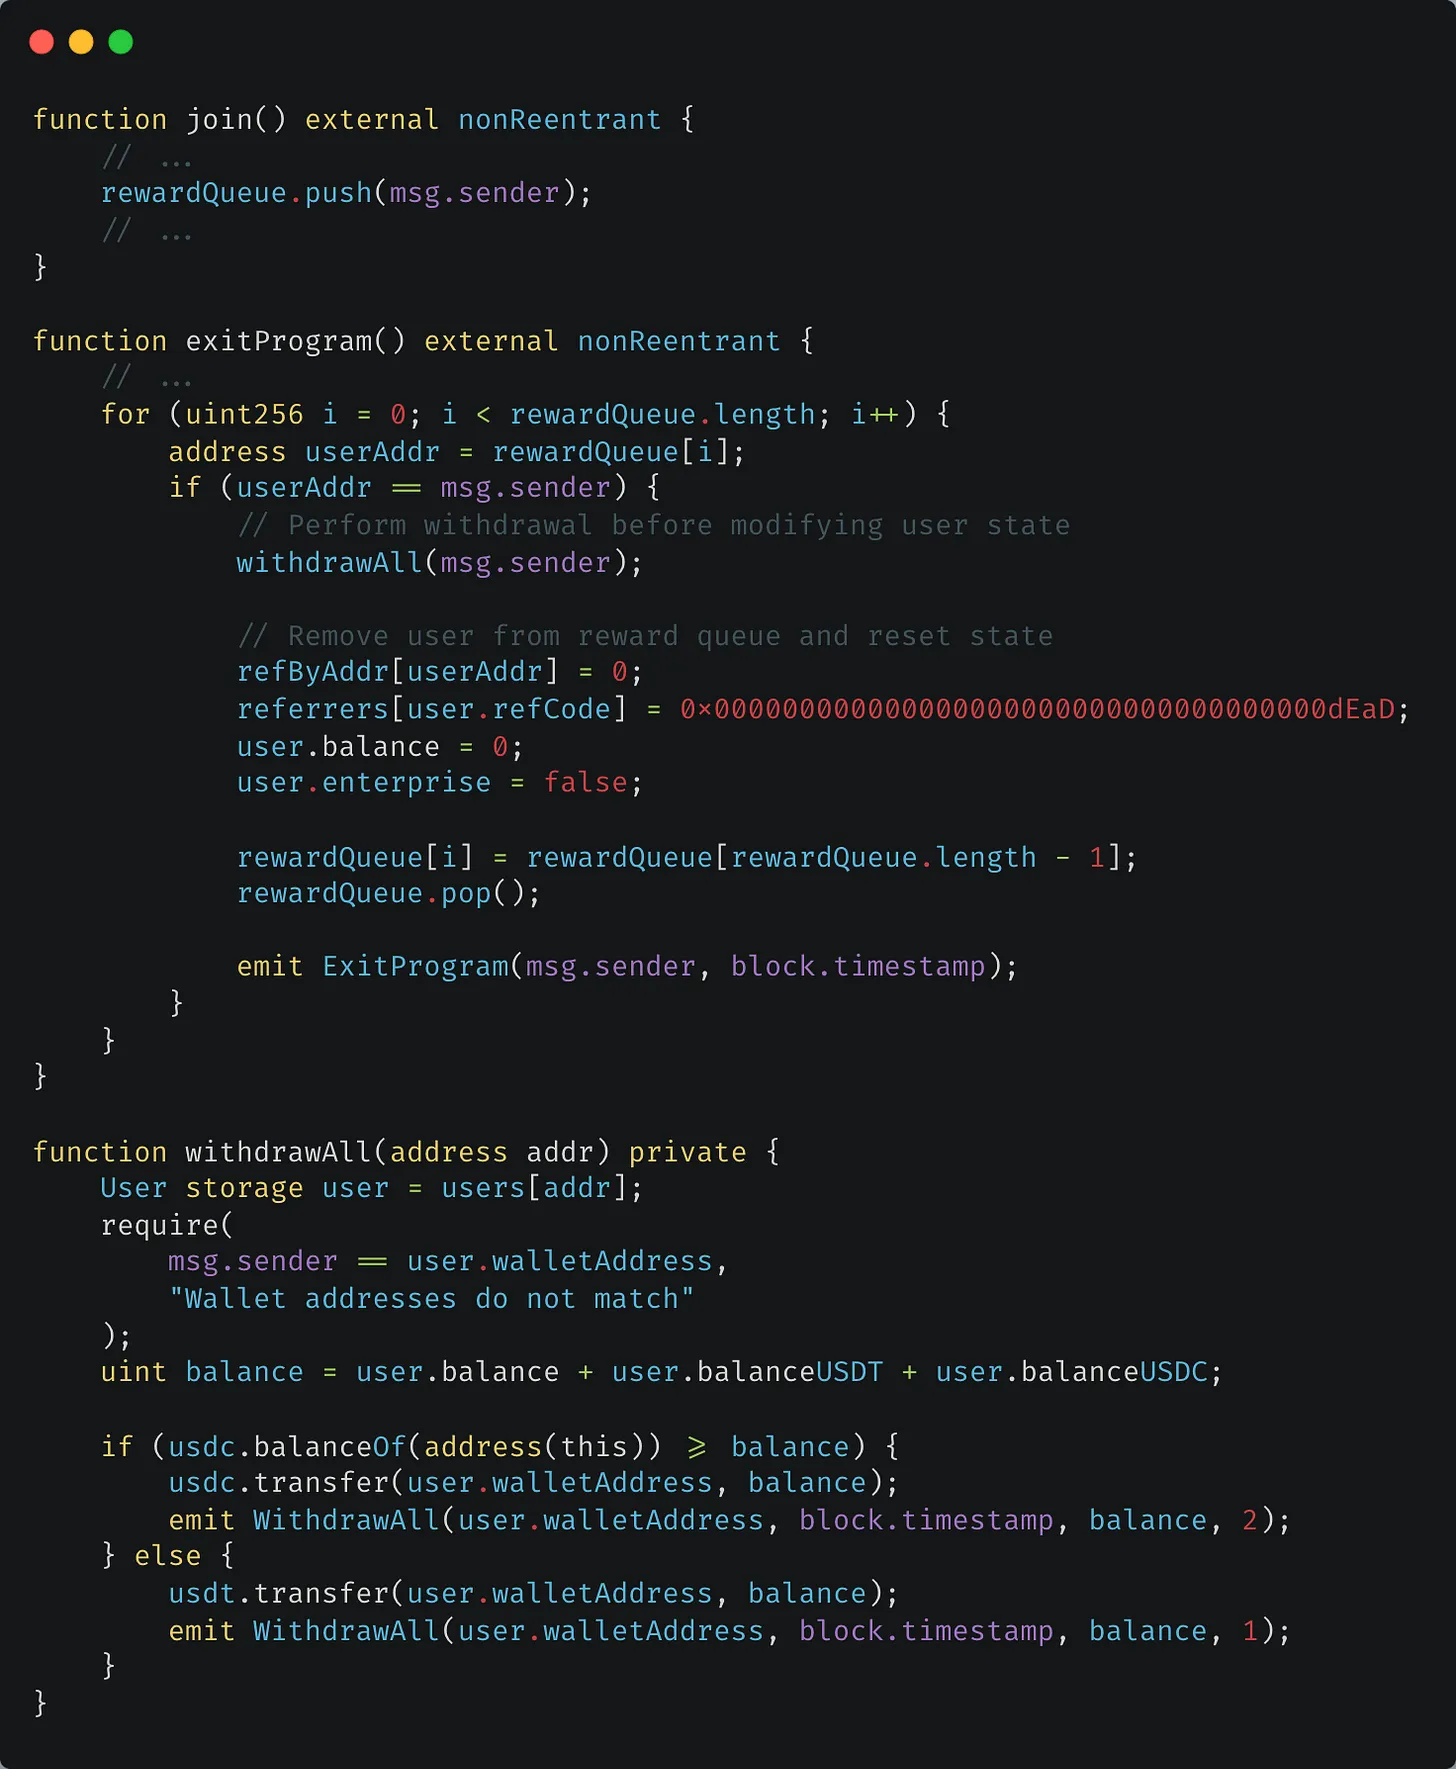 function join() external nonReentrant {
    // ...
    rewardQueue.push(msg.sender);
    // ...
}

function exitProgram() external nonReentrant {
    // ...
    for (uint256 i = 0; i < rewardQueue.length; i++) {
        address userAddr = rewardQueue[i];
        if (userAddr == msg.sender) {
            // Perform withdrawal before modifying user state
            withdrawAll(msg.sender);

            // Remove user from reward queue and reset state
            refByAddr[userAddr] = 0;
            referrers[user.refCode] = 0x000000000000000000000000000000000000dEaD;
            user.balance = 0;
            user.enterprise = false;

            rewardQueue[i] = rewardQueue[rewardQueue.length - 1];
            rewardQueue.pop();

            emit ExitProgram(msg.sender, block.timestamp);
        }
    }
}

function withdrawAll(address addr) private {
    User storage user = users[addr];
    require(
        msg.sender == user.walletAddress,
        "Wallet addresses do not match"
    );
    uint balance = user.balance + user.balanceUSDT + user.balanceUSDC;

    if (usdc.balanceOf(address(this)) >= balance) {
        usdc.transfer(user.walletAddress, balance);
        emit WithdrawAll(user.walletAddress, block.timestamp, balance, 2);
    } else {
        usdt.transfer(user.walletAddress, balance);
        emit WithdrawAll(user.walletAddress, block.timestamp, balance, 1);
    }
}